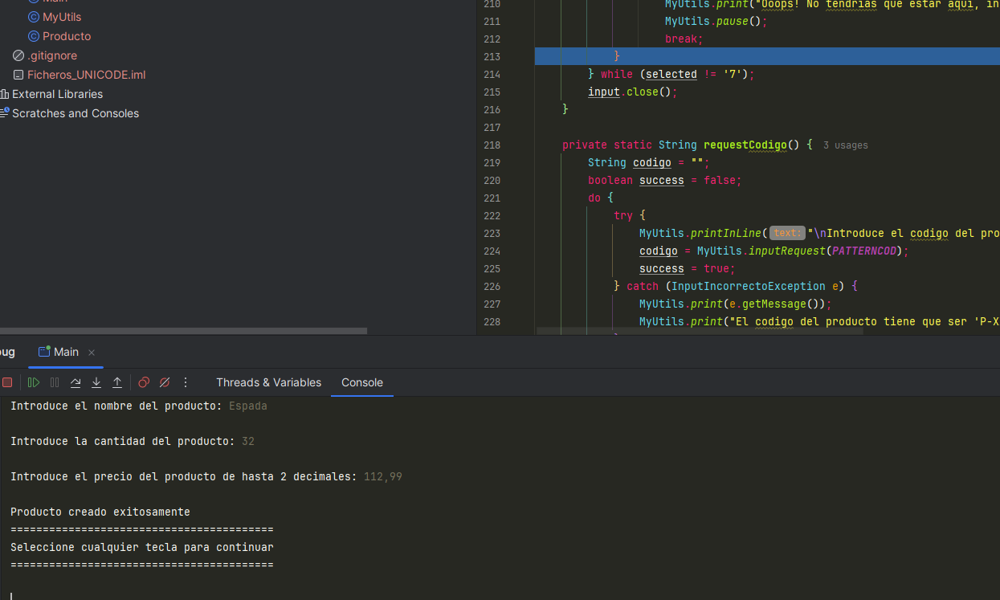 Main
MyUtils
Producto
.gitignore
Ficheros_UNICODE.iml
External Libraries
Scratches and Consoles
210 MyUtils.print("Ooops! No tendrias que estar aqui, in
211 MyUtils.pause();
212 break;
213 }
214 } while (selected != '7');
215 input.close();
216 }
217
218 private static String requestCodigo() { 3 usages
219 String codigo = "";
220 boolean success = false;
221 do {
222 try {
223 MyUtils.printInLine( text: "\nIntroduce el codigo del pro
224 codigo = MyUtils.inputRequest(PATTERNCOD);
225 success = true;
226 } catch (InputIncorrectoException e) {
227 MyUtils.print(e.getMessage());
228 MyUtils.print("El codigo del producto tiene que ser 'P-X
ug Main
Threads & Variables Console
Introduce el nombre del producto: Espada
Introduce la cantidad del producto: 32
Introduce el precio del producto de hasta 2 decimales: 112,99
Producto creado exitosamente
=========================================
Seleccione cualquier tecla para continuar
=========================================